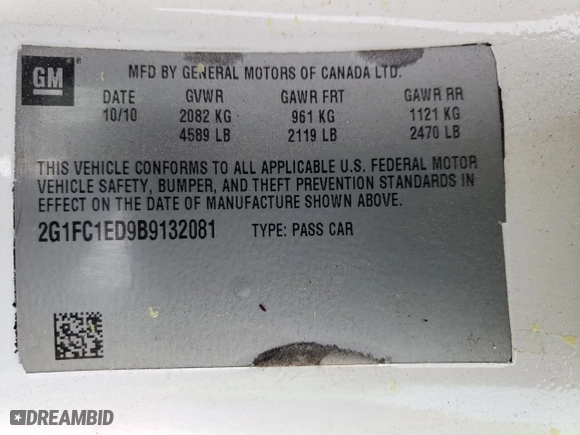 GM
MFD BY GENERAL MOTORS OF CANADA LTD.
DATE GVWR GAWR FRT GAWR RR
10/10 2082 KG 961 KG 1121 KG
4589 LB 2119 LB 2470 LB
THIS VEHICLE CONFORMS TO ALL APPLICABLE U.S. FEDERAL MOTOR
VEHICLE SAFETY, BUMPER, AND THEFT PREVENTION STANDARDS IN
EFFECT ON THE DATE OF MANUFACTURE SHOWN ABOVE.
2G1FC1ED9B9132081 TYPE: PASS CAR
DREAMBID